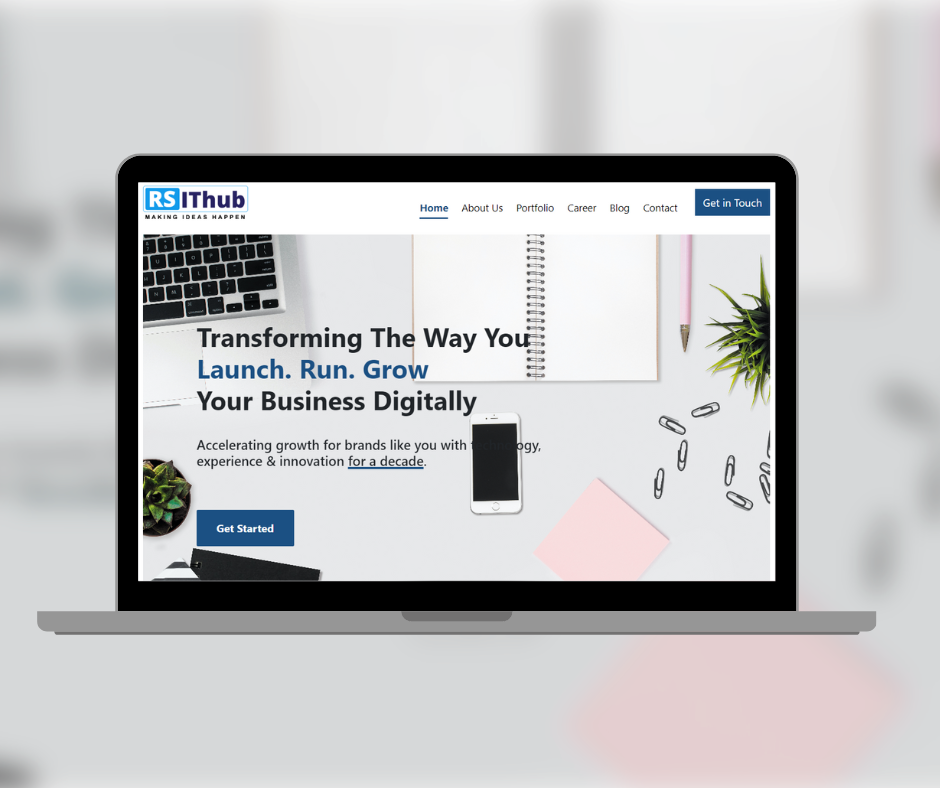 RS IThub
MAKING IDEAS HAPPEN
Home About Us Portfolio Career Blog Contact Get in Touch
Transforming The Way You
Launch. Run. Grow
Your Business Digitally
Accelerating growth for brands like you with
experience & innovation for a decade.
Get Started